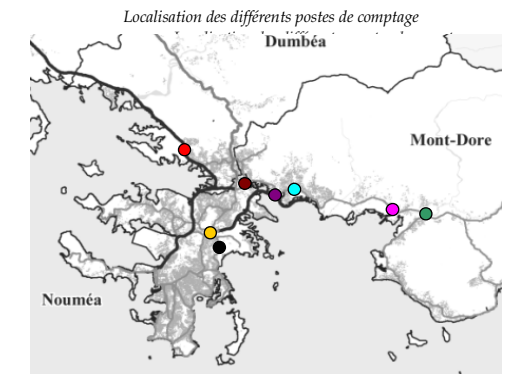 Localisation des différents postes de comptage
Dumbéa
Mont-Dore
Nouméa